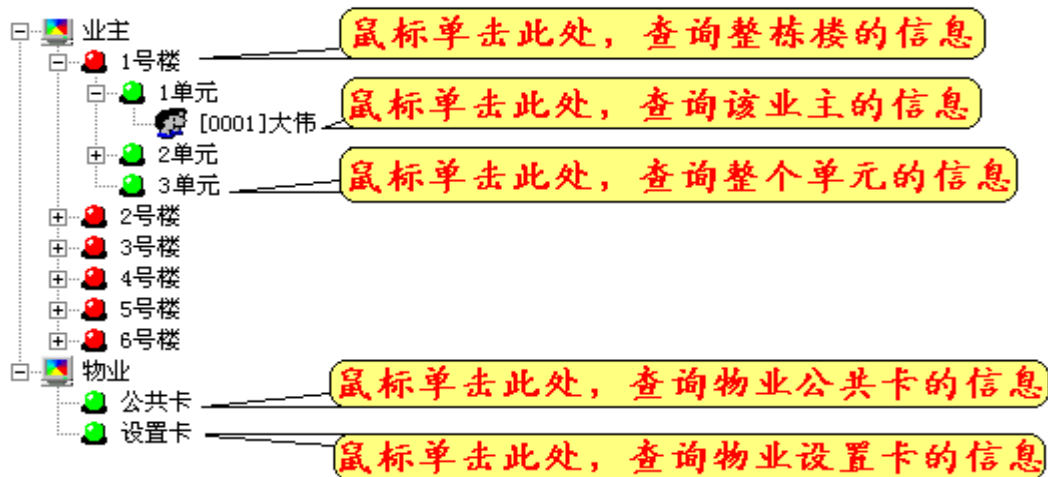 业主
鼠标单击此处，查询整栋楼的信息
1号楼
1单元
鼠标单击此处，查询该业主的信息
[0001]大伟
2单元
鼠标单击此处，查询整个单元的信息
3单元
2号楼
3号楼
4号楼
5号楼
6号楼
物业
鼠标单击此处，查询物业公共卡的信息
公共卡
设置卡
鼠标单击此处，查询物业设置卡的信息